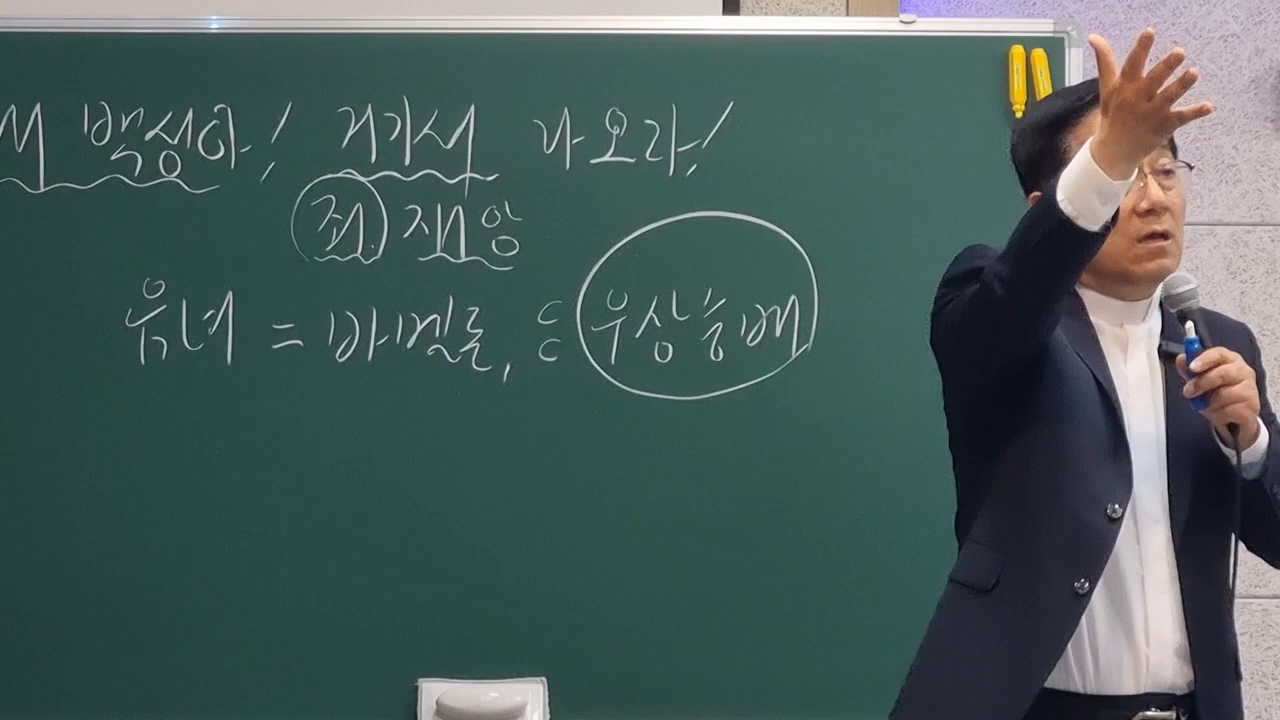 내 백성아! 거기서 나오라!
죄 재앙
음녀 = 바벨론, 우상숭배